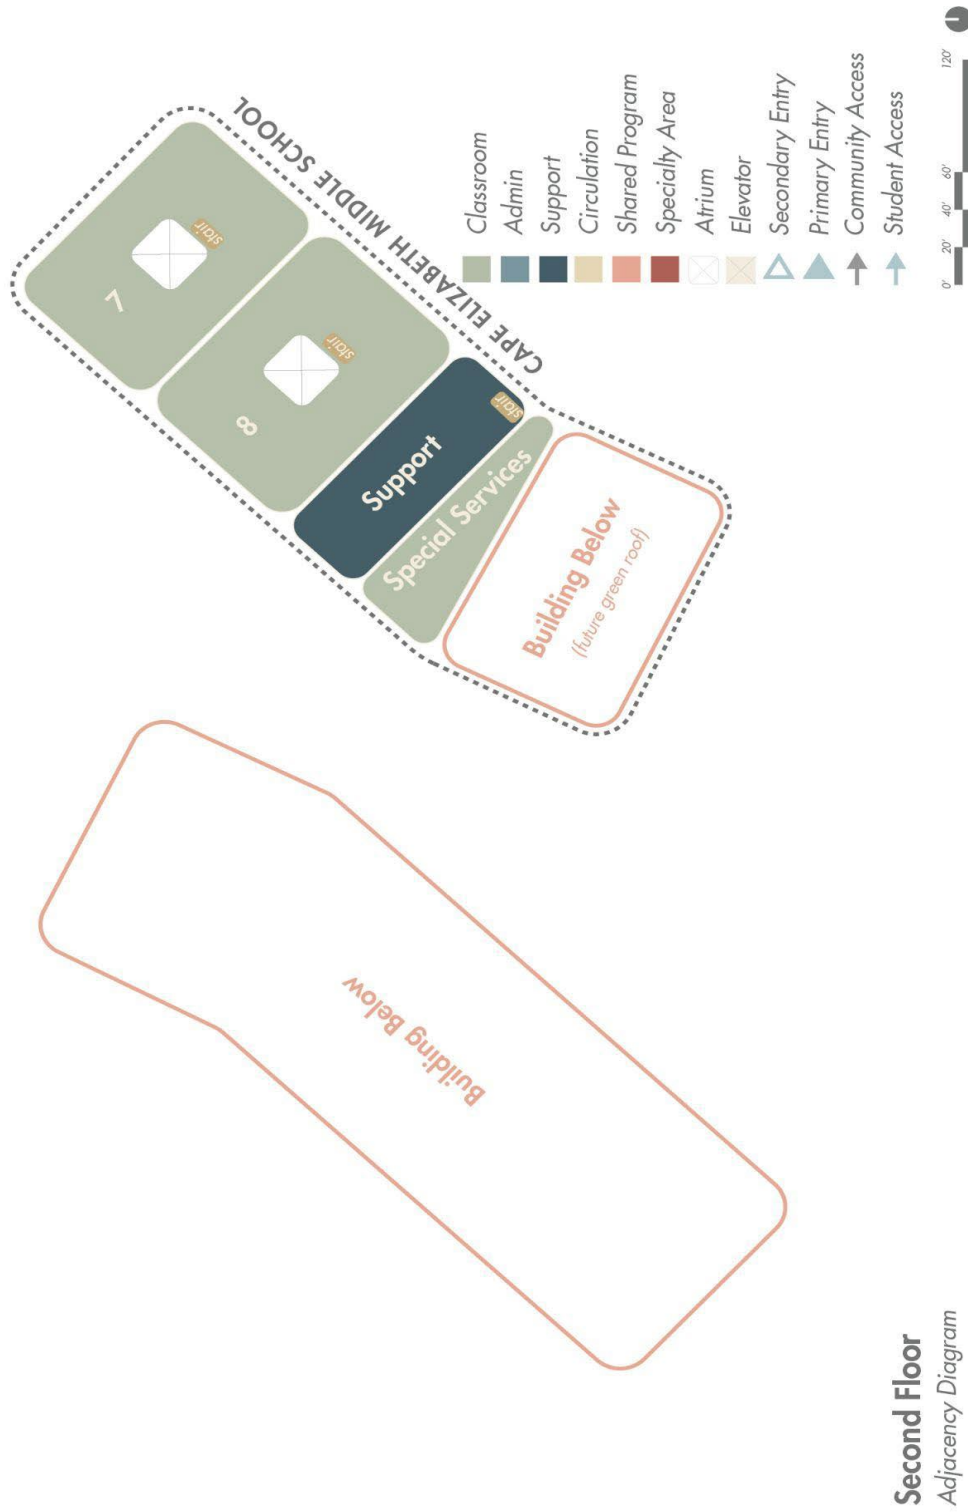 CAPE ELIZABETH MIDDLE SCHOOL
7
stair
8
stair
Support
stair
Special Services
Building Below
(future green roof)
Building Below
Classroom
Admin
Support
Circulation
Shared Program
Specialty Area
Atrium
Elevator
Secondary Entry
Primary Entry
Community Access
Student Access
0' 20' 40' 60' 120'
Second Floor
Adjacency Diagram